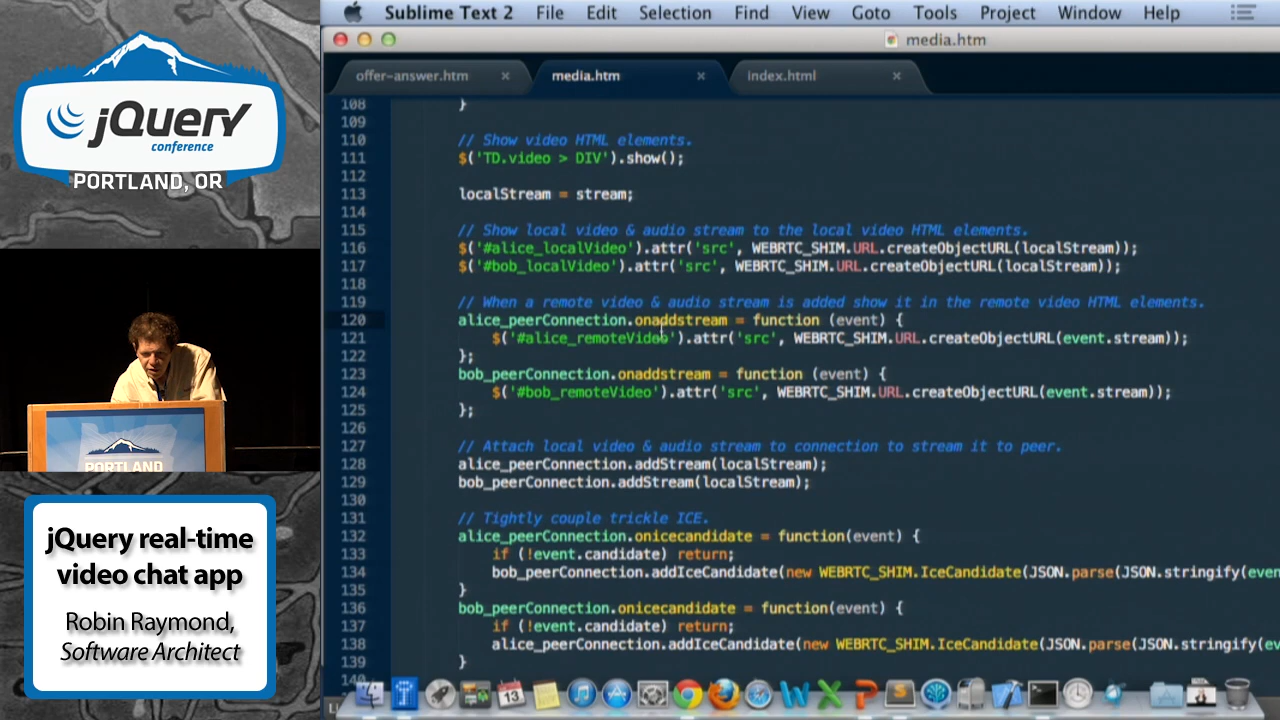 jQuery
conference
PORTLAND, OR
PORTLAND
jQuery real-time
video chat app
Robin Raymond,
Software Architect
Sublime Text 2 File Edit Selection Find View Goto Tools Project Window Help
media.htm
offer-answer.htm × media.htm × index.html ×
108 }
109
110 // Show video HTML elements.
111 $('TD.video > DIV').show();
112
113 localStream = stream;
114
115 // Show local video & audio stream to the local video HTML elements.
116 $('#alice_localVideo').attr('src', WEBRTC_SHIM.URL.createObjectURL(localStream));
117 $('#bob_localVideo').attr('src', WEBRTC_SHIM.URL.createObjectURL(localStream));
118
119 // When a remote video & audio stream is added show it in the remote video HTML elements.
120 alice_peerConnection.onaddstream = function (event) {
121 $('#alice_remoteVideo').attr('src', WEBRTC_SHIM.URL.createObjectURL(event.stream));
122 };
123 bob_peerConnection.onaddstream = function (event) {
124 $('#bob_remoteVideo').attr('src', WEBRTC_SHIM.URL.createObjectURL(event.stream));
125 };
126
127 // Attach local video & audio stream to connection to stream it to peer.
128 alice_peerConnection.addStream(localStream);
129 bob_peerConnection.addStream(localStream);
130
131 // Tightly couple trickle ICE.
132 alice_peerConnection.onicecandidate = function(event) {
133 if (!event.candidate) return;
134 bob_peerConnection.addIceCandidate(new WEBRTC_SHIM.IceCandidate(JSON.parse(JSON.stringify(eve
135 }
136 bob_peerConnection.onicecandidate = function(event) {
137 if (!event.candidate) return;
138 alice_peerConnection.addIceCandidate(new WEBRTC_SHIM.IceCandidate(JSON.parse(JSON.stringify(e
139 }
140
13